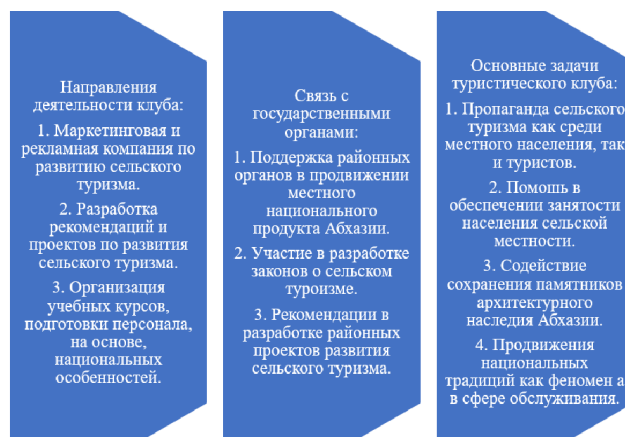 Направления
деятельности клуба:
1. Маркетинговая и
рекламная компания по
развитию сельского
туризма.
2. Разработка
рекомендаций и
проектов по развития
сельского туризма.
3. Организация
учебных курсов,
подготовки персонала,
на основе,
национальных
особенностей.
Связь с
государственными
органами:
1. Поддержка районных
органов в продвижении
местного
национального
продукта Абхазии.
2. Участие в разработке
законов о сельском
туроизме.
3. Рекомендации в
разработке районных
проектов развития
сельского туризма.
Основные задачи
туристического клуба:
1. Пропаганда сельского
туризма как среди
местного населения, так
и туристов.
2. Помощь в
обеспечении занятости
населения сельской
местности.
3. Содействие
сохранения памятников
архитектурного
наследия Абхазии.
4. Продвижения
национальных
традиций как феномен а
в сфере обслуживания.